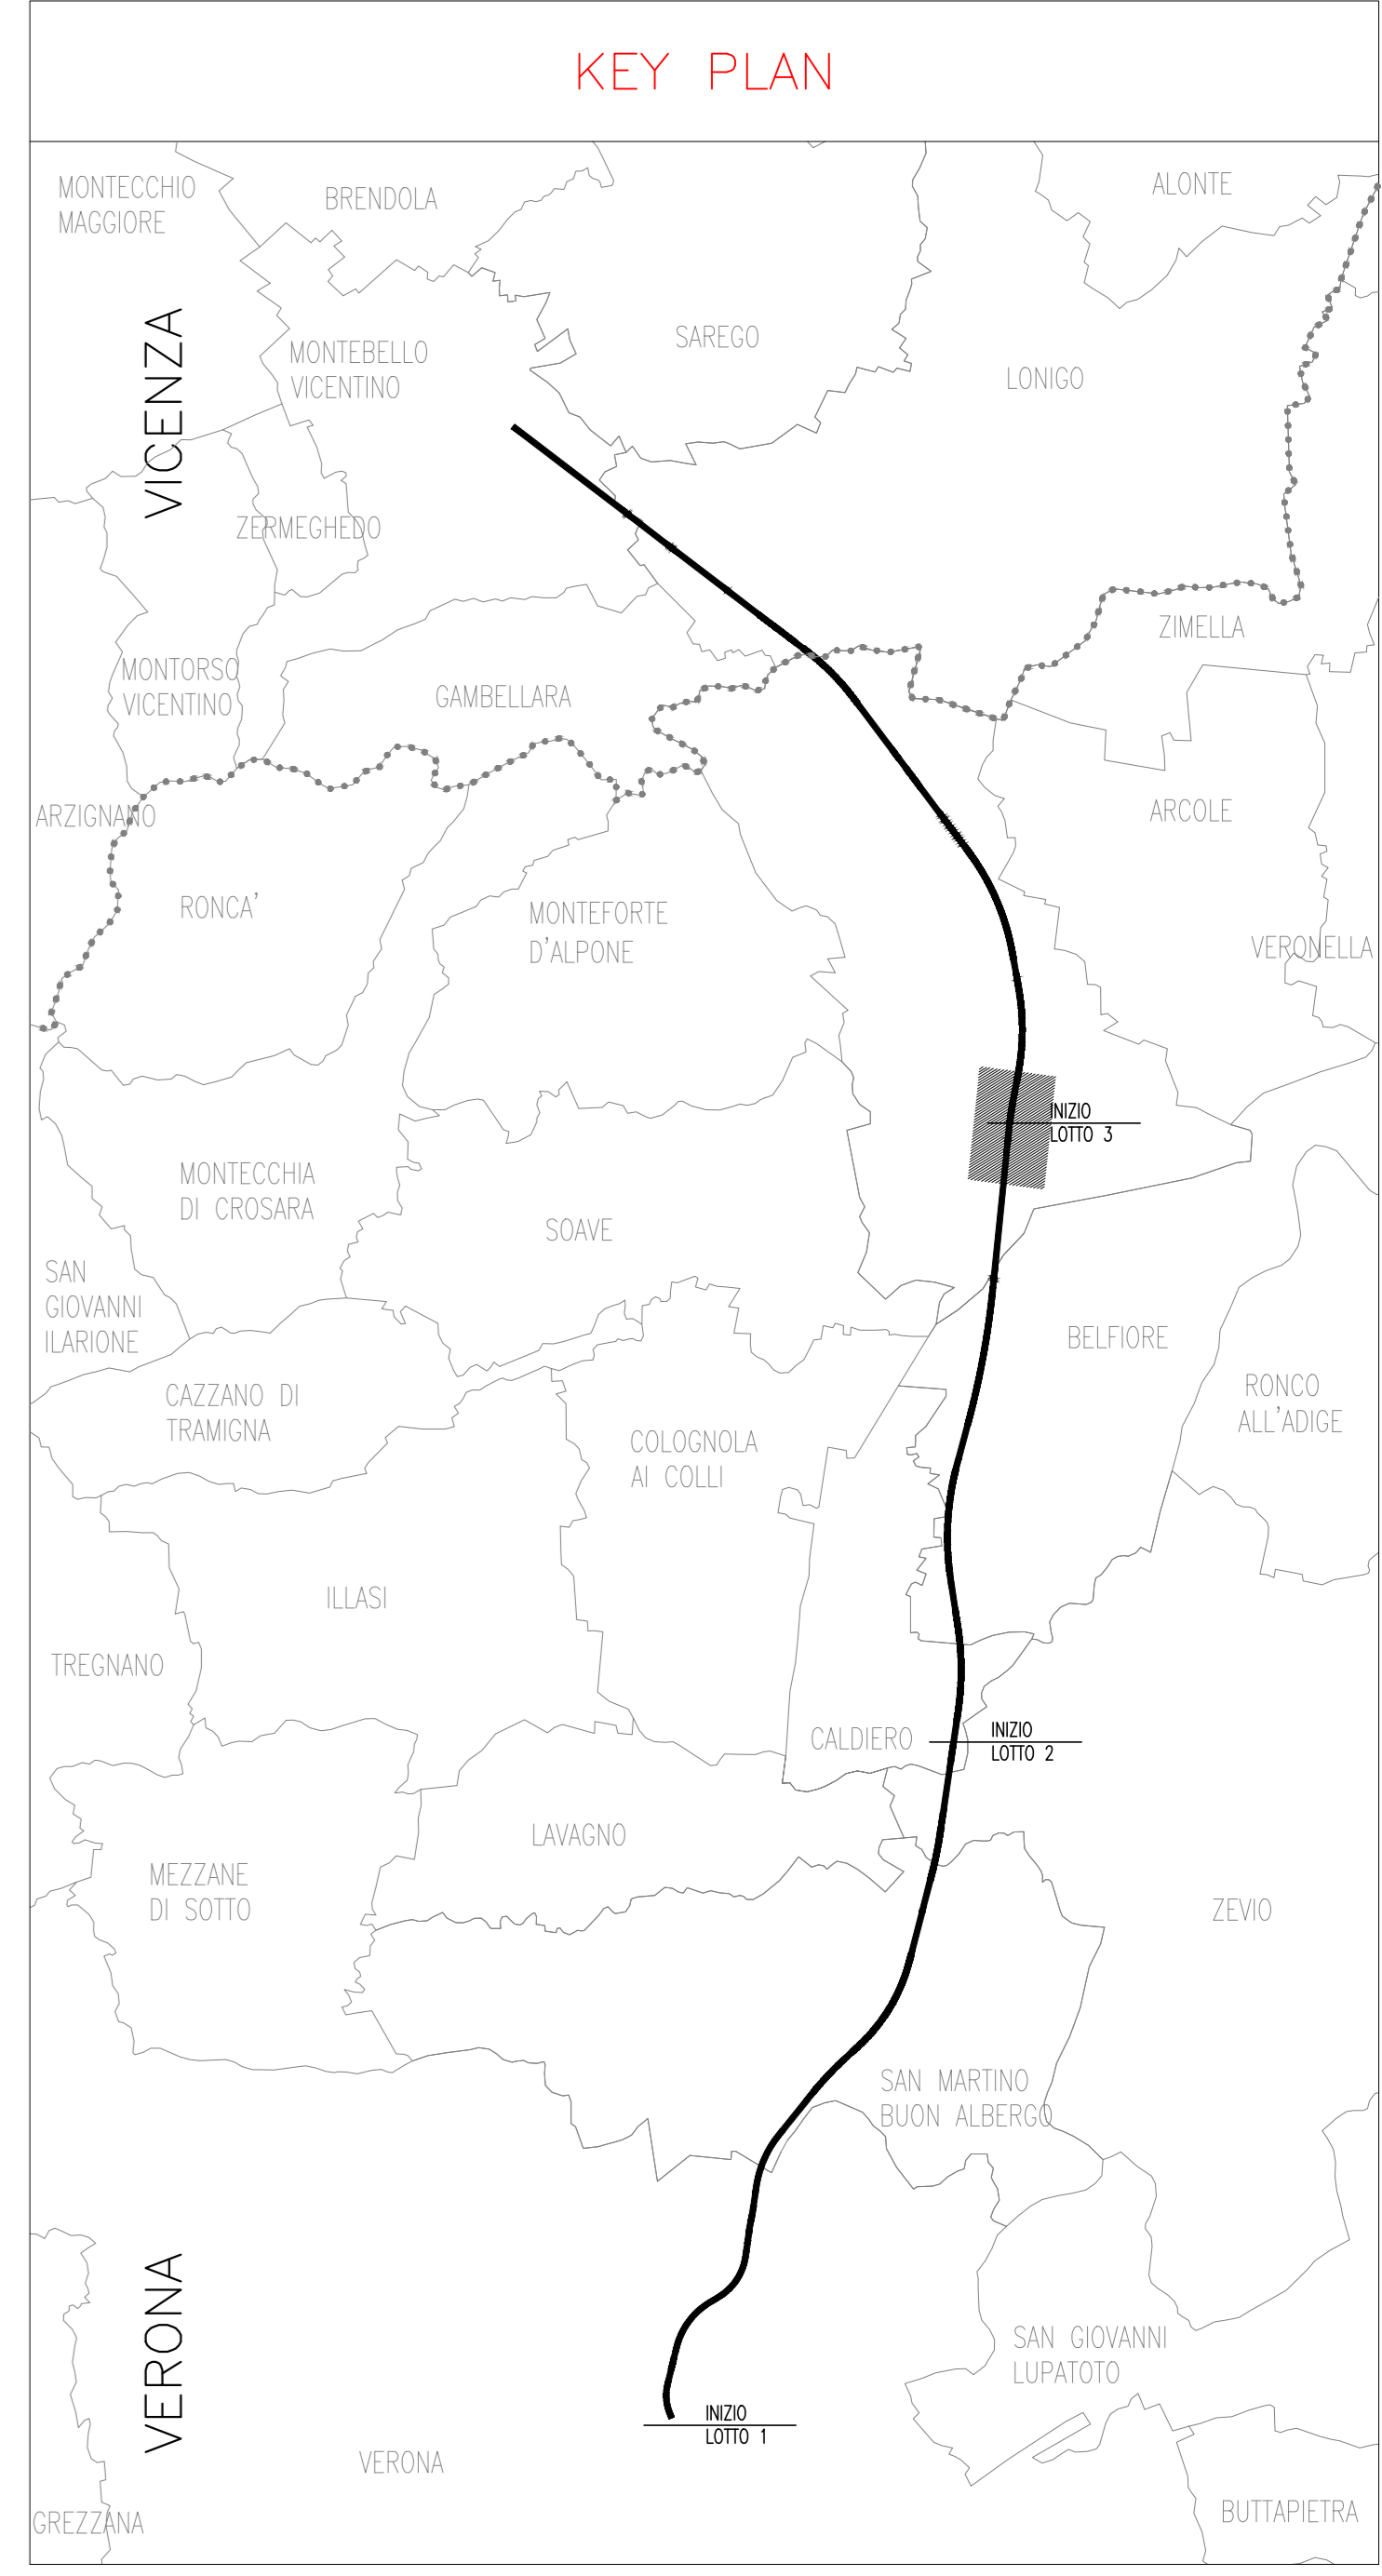 KEY PLAN
MONTECCHIO
MAGGIORE
BRENDOLA
ALONTE
VICENZA
SAREGO
MONTEBELLO
VICENTINO
LONIGO
ZERMEGHEDO
ZIMELLA
MONTORSO
VICENTINO
GAMBELLARA
ARZIGNANO
ARCOLE
RONCA'
MONTEFORTE
D'ALPONE
VERONELLA
INIZIO
LOTTO 3
MONTECCHIA
DI CROSARA
SOAVE
SAN
GIOVANNI
ILARIONE
BELFIORE
CAZZANO DI
TRAMIGNA
RONCO
ALL'ADIGE
COLOGNOLA
AI COLLI
ILLASI
TREGNANO
CALDIERO
INIZIO
LOTTO 2
LAVAGNO
MEZZANE
DI SOTTO
ZEVIO
SAN MARTINO
BUON ALBERGO
VERONA
SAN GIOVANNI
LUPATOTO
INIZIO
LOTTO 1
VERONA
GREZZANA
BUTTAPIETRA